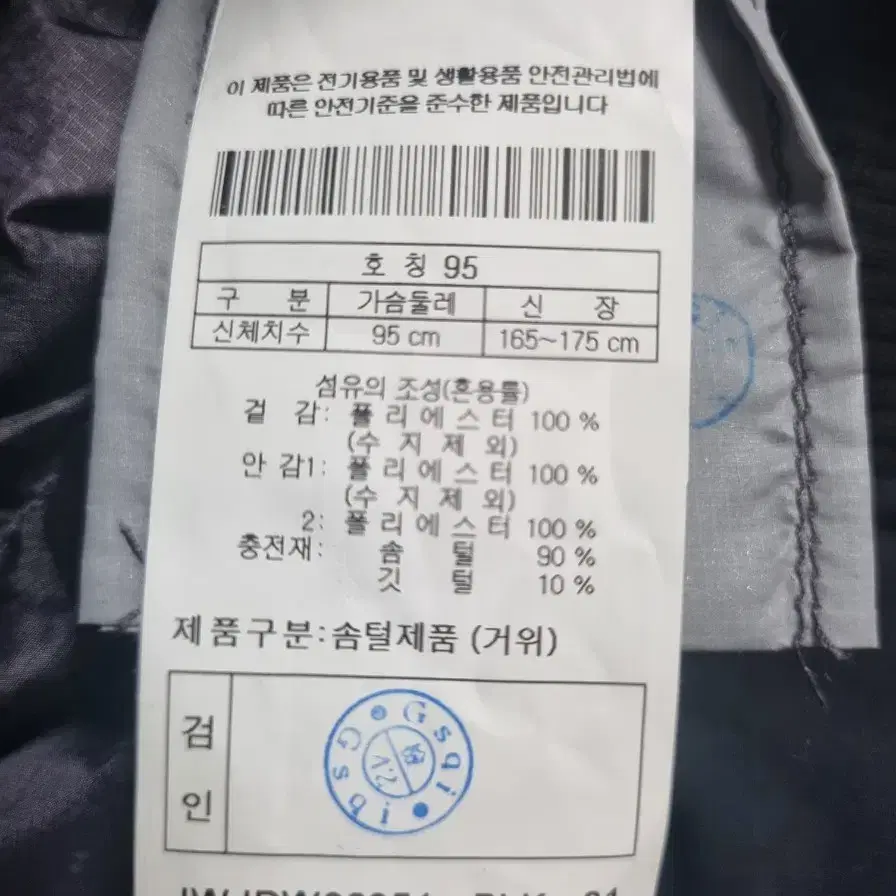 이 제품은 전기용품 및 생활용품 안전관리법에
따른 안전기준을 준수한 제품입니다
호 칭 95
구 분 가슴둘레 신 장
신체치수 95 cm 165~175 cm
섬유의 조성(혼용률)
겉 감: 폴리에스터 100 %
(수지제외)
안 감1: 폴리에스터 100 %
(수지제외)
2: 폴리에스터 100 %
충전재: 솜 털 90 %
깃 털 10 %
제품구분:솜털제품 (거위)
검
인
Gsqi
Gsqi